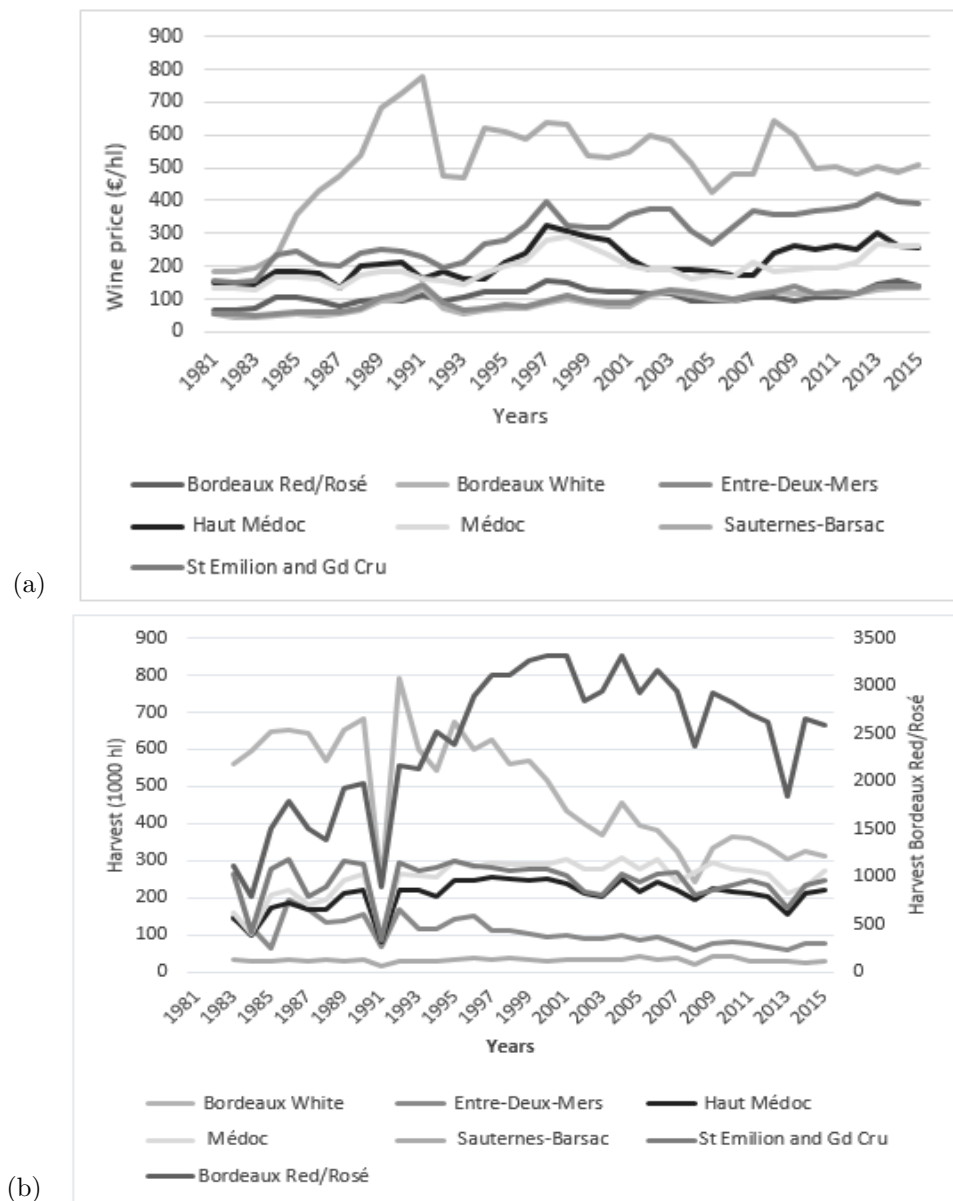 900
800
700
600
500
400
300
200
100
0
Wine price (€/hl)
1981 1983 1985 1987 1989 1991 1993 1995 1997 1999 2001 2003 2005 2007 2009 2011 2013 2015
Years
Bordeaux Red/Rosé Bordeaux White Entre-Deux-Mers
Haut Médoc Médoc Sauternes-Barsac
St Emilion and Gd Cru
(a)
900 3500
800
3000
700
600 2500
500 2000
400
1500
300
1000
200
100 500
0 0
Harvest (1000 hl)
Harvest Bordeaux Red/Rosé
1981 1983 1985 1987 1989 1991 1993 1995 1997 1999 2001 2003 2005 2007 2009 2011 2013 2015
Years
Bordeaux White Entre-Deux-Mers Haut Médoc
Médoc Sauternes-Barsac St Emilion and Gd Cru
Bordeaux Red/Rosé
(b)